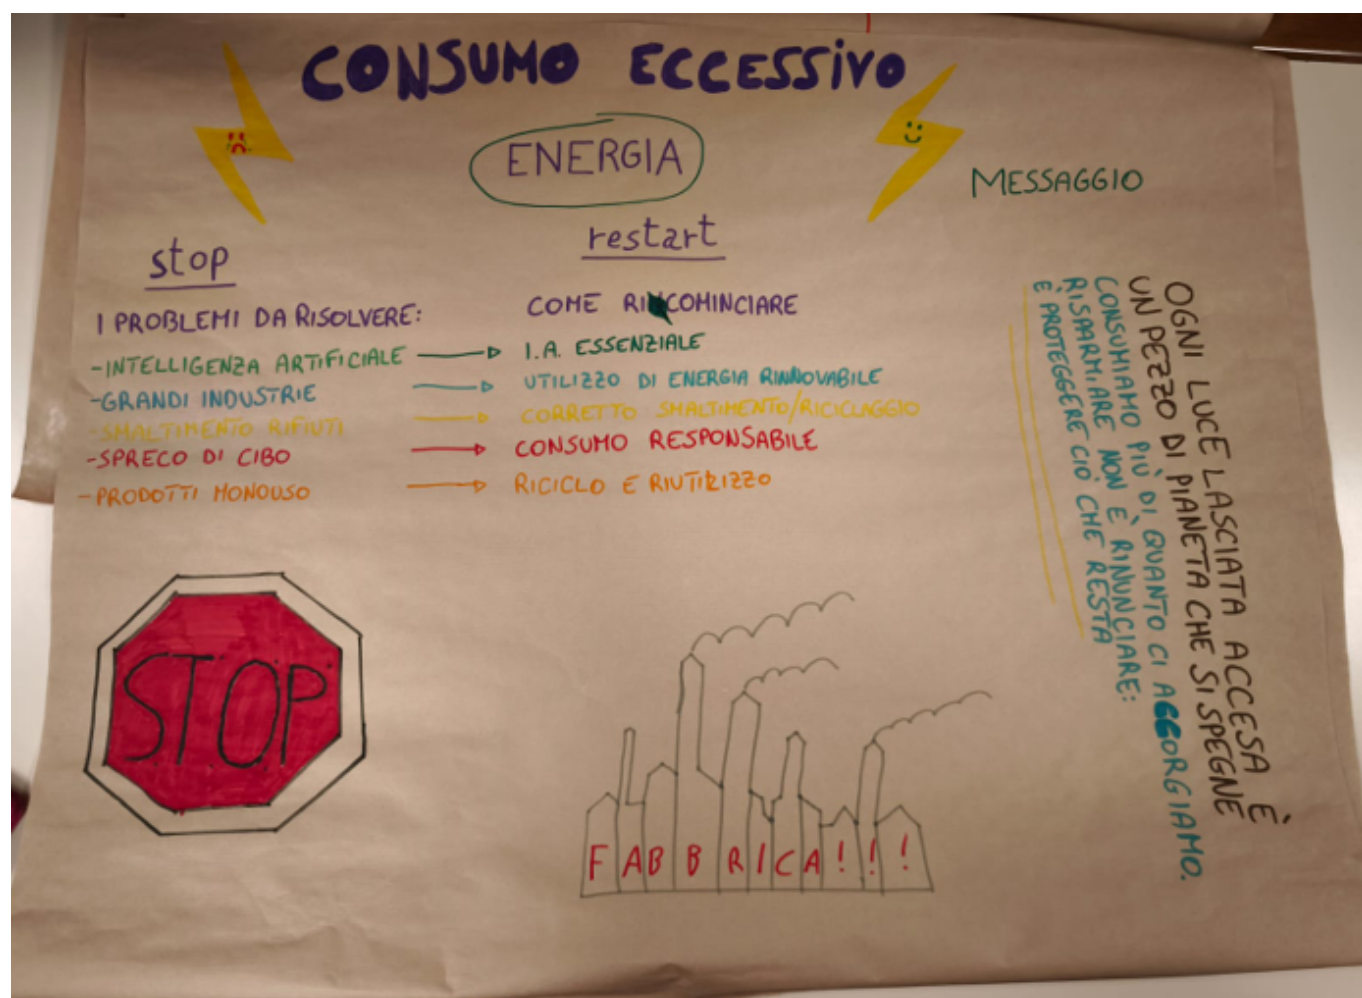 CONSUMO ECCESSIVO
ENERGIA
MESSAGGIO
stop
restart
I PROBLEMI DA RISOLVERE:
COME RICOMINCIARE
-INTELLIGENZA ARTIFICIALE
I.A. ESSENZIALE
-GRANDI INDUSTRIE
UTILIZZO DI ENERGIA RINNOVABILE
-SMALTIMENTO RIFIUTI
CORRETTO SMALTIMENTO/RICICLAGGIO
-SPRECO DI CIBO
CONSUMO RESPONSABILE
-PRODOTTI MONOUSO
RICICLO E RIUTILIZZO
OGNI LUCE LASCIATA ACCESA È
UN PEZZO DI PIANETA CHE SI SPEGNE
CONSUMIAMO PIÙ DI QUANTO CI AGGORGIAMO.
RISPARMIARE NON È RINUNCIARE:
È PROTEGGERE CIÒ CHE RESTA
STOP
FABBRICA!!!